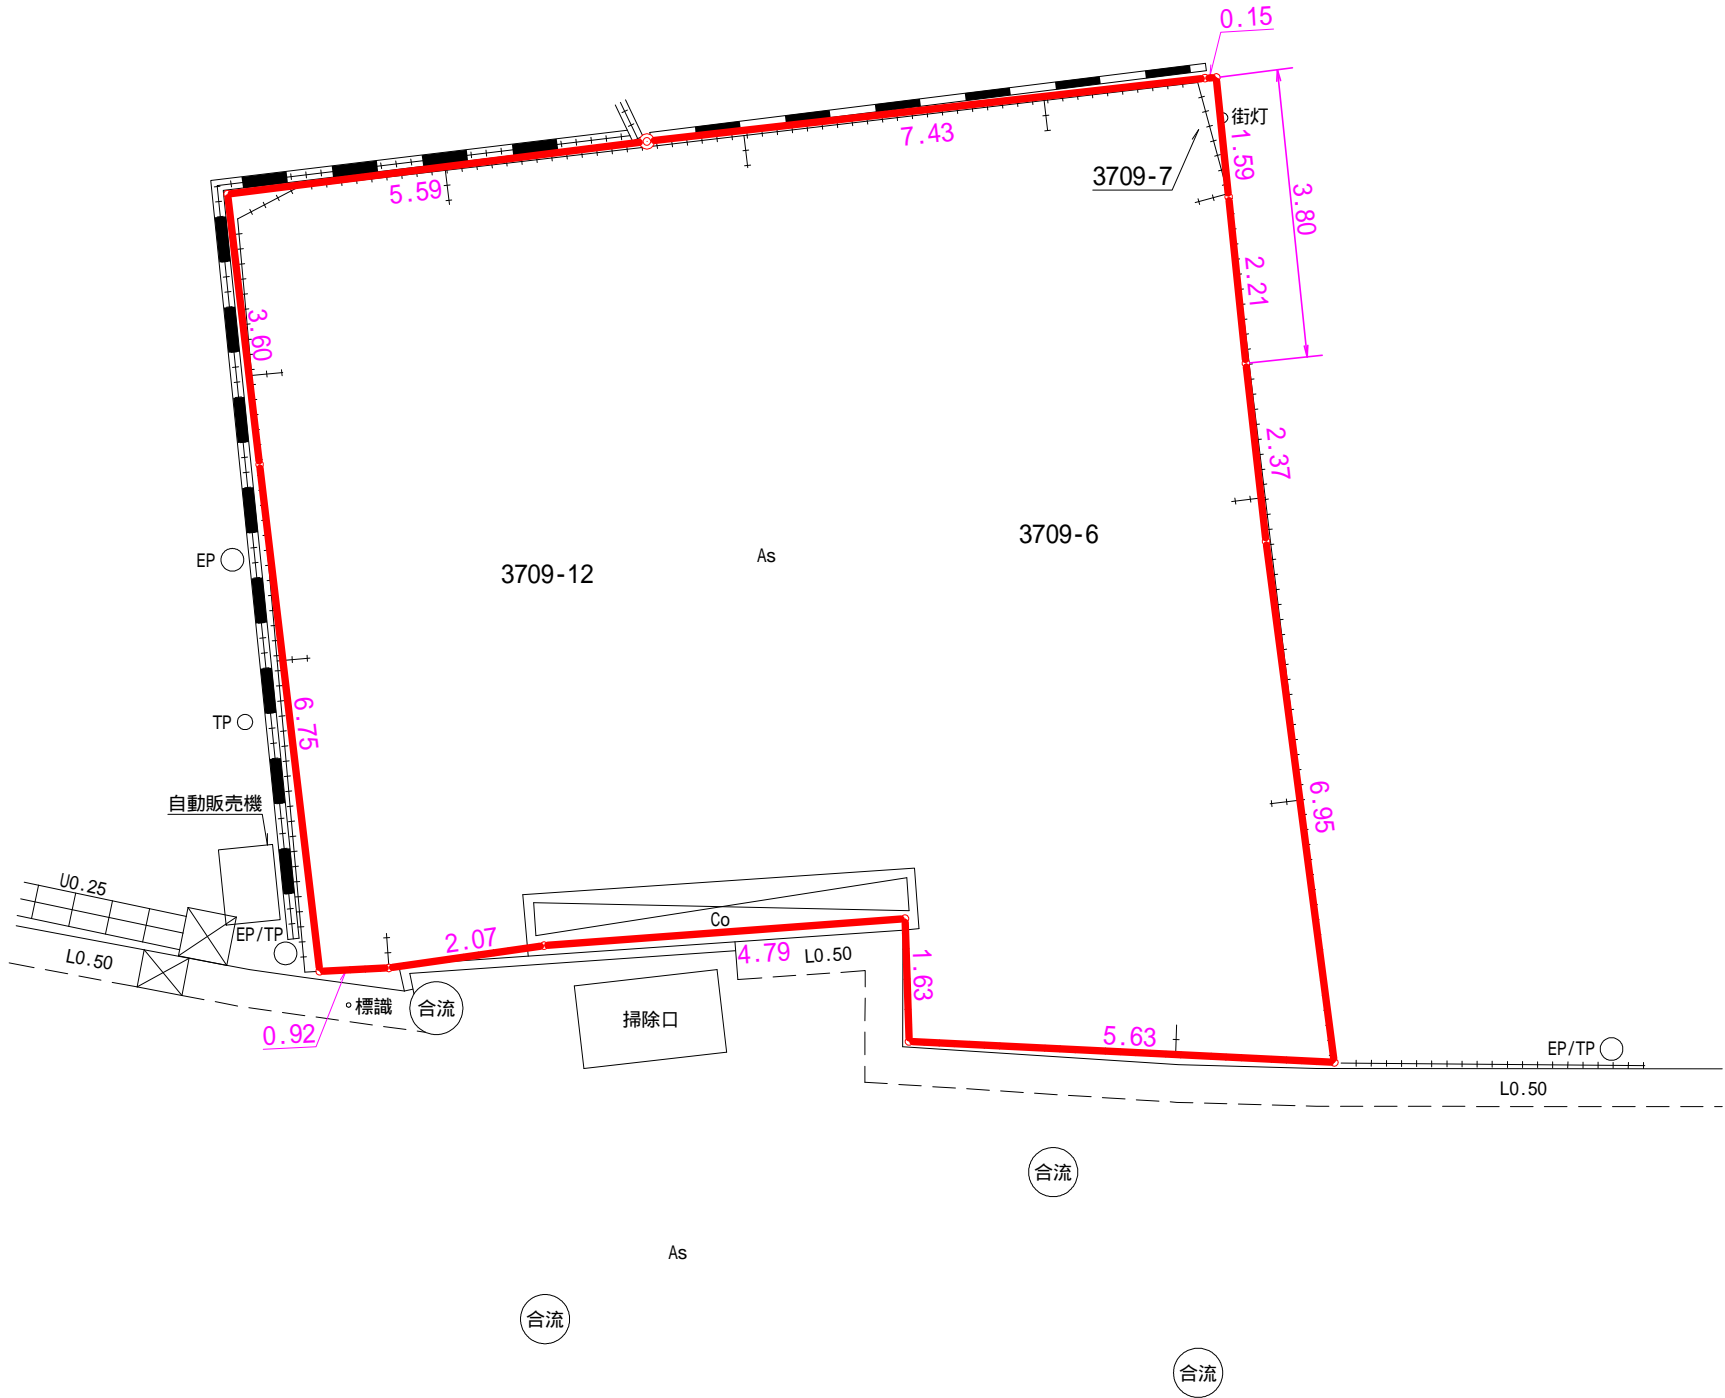 0.15
街灯
7.43
1.59
3709-7
5.59
3.80
2.21
3.60
2.37
3709-6
As
EP
3709-12
6.75
TP
自動販売機
6.95
U0.25
Co
EP/TP
2.07
4.79
L0.50
L0.50
1.63
標識
合流
掃除口
0.92
5.63
EP/TP
L0.50
合流
As
合流
合流